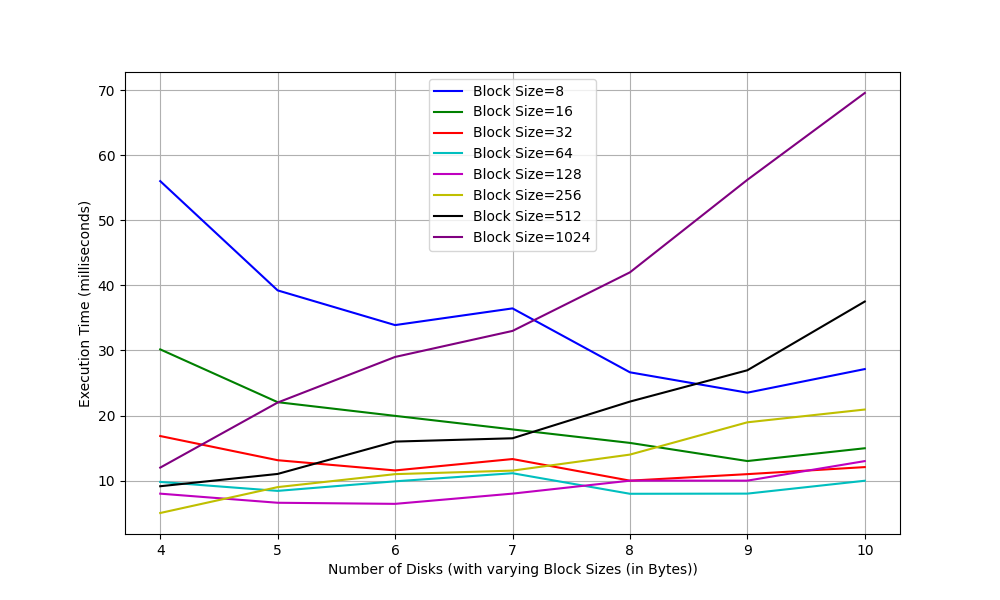 70
60
50
40
30
20
10
Execution Time (milliseconds)
Block Size=8
Block Size=16
Block Size=32
Block Size=64
Block Size=128
Block Size=256
Block Size=512
Block Size=1024
4 5 6 7 8 9 10
Number of Disks (with varying Block Sizes (in Bytes))